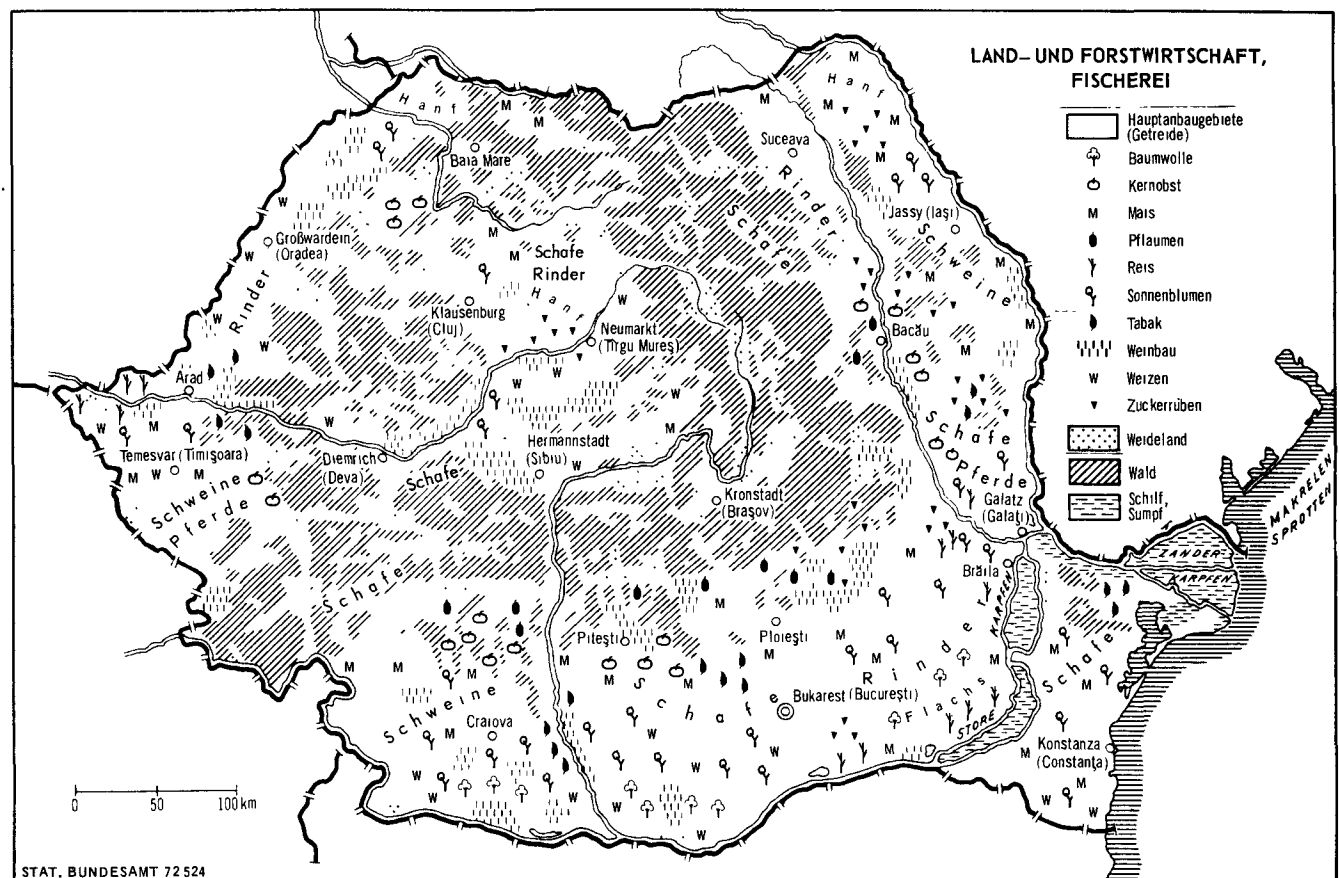 LAND- UND FORSTWIRTSCHAFT,
FISCHEREI
Hauptanbaugebiete
(Getreide)
Baumwolle
Kernobst
M Mais
Pflaumen
Reis
Sonnenblumen
Tabak
Weinbau
W Weizen
Zuckerrüben
Weideland
Wald
Schilf,
Sumpf
Hanf
Hanf
Baia Mare
Suceava
Rinder
Schafe
Jassy (Iaşi)
Schweine
Großwardein
(Oradea)
Rinder
Schafe
Rinder
Hanf
Klausenburg
(Cluj)
Neumarkt
(Tîrgu Mureş)
Bacău
Arad
Temesvar (Timişoara)
Diemrich
(Deva)
Schafe
Hermannstadt
(Sibiu)
Kronstadt
(Braşov)
Schafe
Pferde
Galatz
(Galaţi)
Schweine
Pferde
Schafe
Brăila
KARPFEN
ZANDER
KARPFEN
MAKRELEN
SPROTTEN
Piteşti
Ploieşti
Rinder
Schafe
Schafe
Bukarest (Bucureşti)
Flachs
STÖRE
Schweine
Craiova
Konstanza
(Constanţa)
0 50 100 km
STAT. BUNDESAMT 72 524